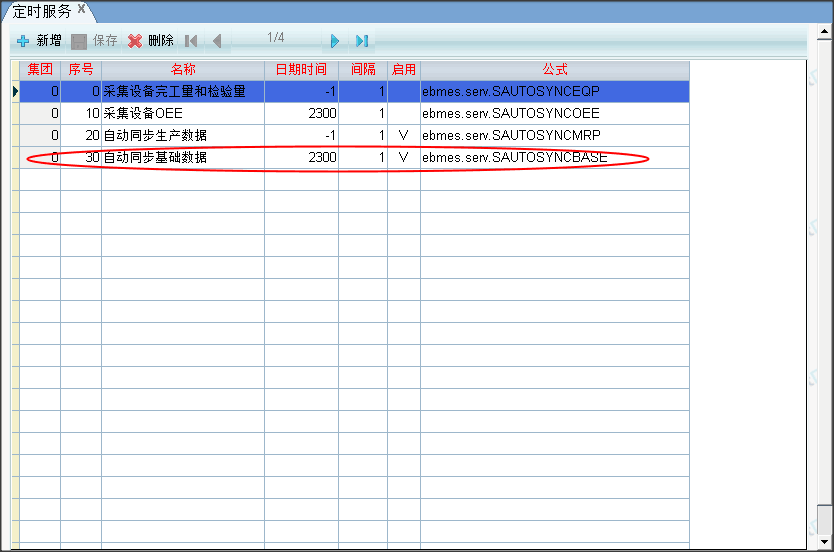 定时服务 X
新增 保存 删除 1/4
集团 序号 名称 日期时间 间隔 启用 公式
0 0 采集设备完工量和检验量 -1 1 ebmes.serv.SAUTOSYNCEQP
0 10 采集设备OEE 2300 1 ebmes.serv.SAUTOSYNCOEE
0 20 自动同步生产数据 -1 1 V ebmes.serv.SAUTOSYNCMRP
0 30 自动同步基础数据 2300 1 V ebmes.serv.SAUTOSYNCBASE